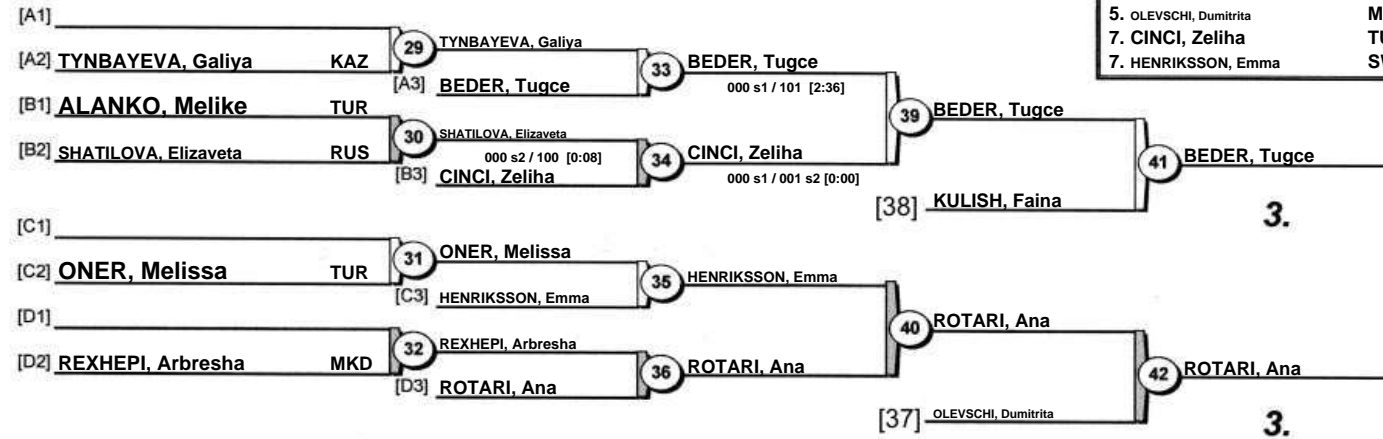 5. OLEVSCHI, Dumitrita M
7. CINCI, Zeliha
7. HENRIKSSON, Emma
[A1]
[A2] TYNBAYEVA, Galiya KAZ
29 TYNBAYEVA, Galiya
[A3] BEDER, Tugce
33 BEDER, Tugce
000 s1 / 101 [2:36]
[B1] ALANKO, Melike TUR
[B2] SHATILOVA, Elizaveta RUS
30 SHATILOVA, Elizaveta
000 s2 / 100 [0:08]
[B3] CINCI, Zeliha
34 CINCI, Zeliha
000 s1 / 001 s2 [0:00]
39 BEDER, Tugce
[38] KULISH, Faina
41 BEDER, Tugce
3.
[C1]
[C2] ONER, Melissa TUR
31 ONER, Melissa
[C3] HENRIKSSON, Emma
35 HENRIKSSON, Emma
[D1]
[D2] REXHEPI, Arbresha MKD
32 REXHEPI, Arbresha
[D3] ROTARI, Ana
36 ROTARI, Ana
40 ROTARI, Ana
[37] OLEVSCHI, Dumitrita
42 ROTARI, Ana
3.